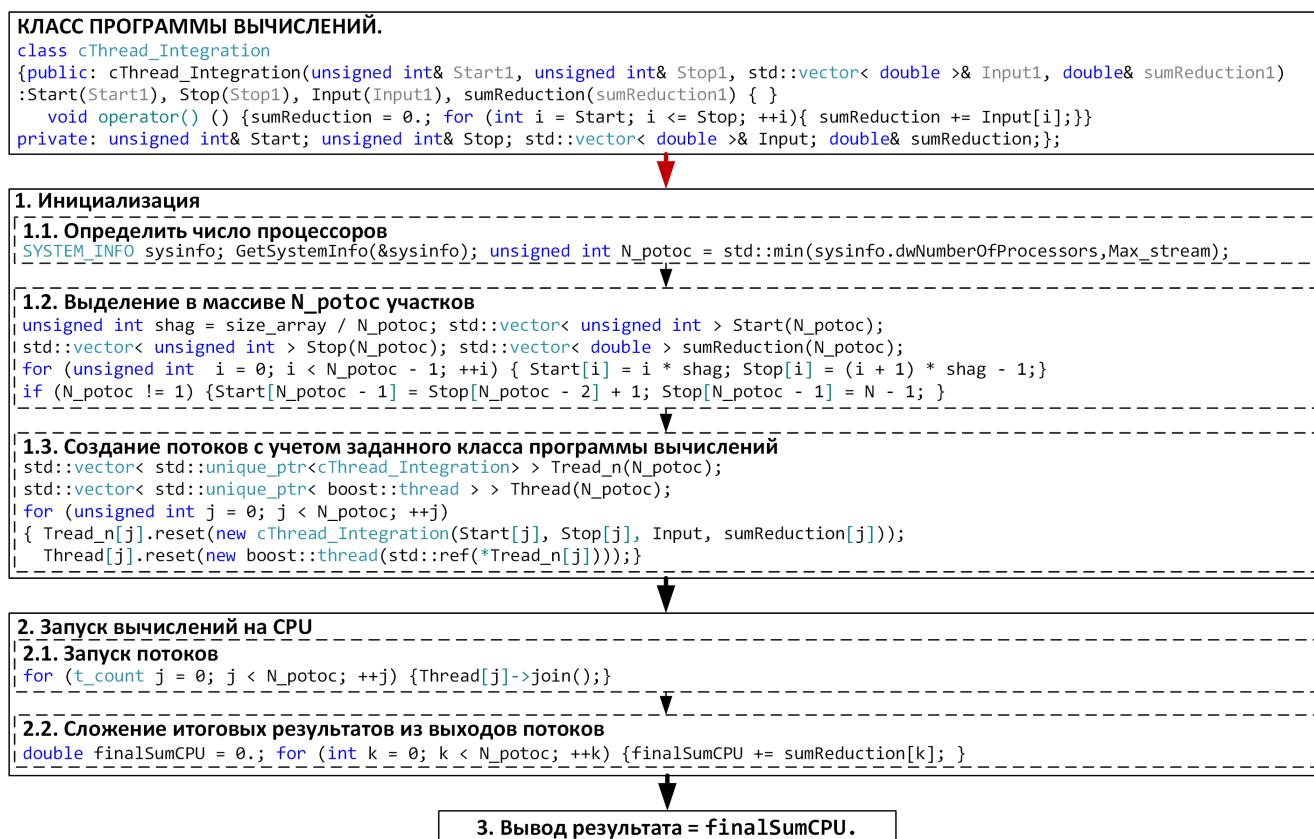 КЛАСС ПРОГРАММЫ ВЫЧИСЛЕНИЙ.
class cThread_Integration
{public: cThread_Integration(unsigned int& Start1, unsigned int& Stop1, std::vector< double >& Input1, double& sumReduction1)
:Start(Start1), Stop(Stop1), Input(Input1), sumReduction(sumReduction1) { }
void operator() () {sumReduction = 0.; for (int i = Start; i <= Stop; ++i){ sumReduction += Input[i];}}
private: unsigned int& Start; unsigned int& Stop; std::vector< double >& Input; double& sumReduction;};
1. Инициализация
1.1. Определить число процессоров
SYSTEM_INFO sysinfo; GetSystemInfo(&sysinfo); unsigned int N_potoc = std::min(sysinfo.dwNumberOfProcessors,Max_stream);
1.2. Выделение в массиве N_potoc участков
unsigned int shag = size_array / N_potoc; std::vector< unsigned int > Start(N_potoc);
std::vector< unsigned int > Stop(N_potoc); std::vector< double > sumReduction(N_potoc);
for (unsigned int  i = 0; i < N_potoc - 1; ++i) { Start[i] = i * shag; Stop[i] = (i + 1) * shag - 1;}
if (N_potoc != 1) {Start[N_potoc - 1] = Stop[N_potoc - 2] + 1; Stop[N_potoc - 1] = N - 1; }
1.3. Создание потоков с учетом заданного класса программы вычислений
std::vector< std::unique_ptr<cThread_Integration> > Tread_n(N_potoc);
std::vector< std::unique_ptr< boost::thread > > Thread(N_potoc);
for (unsigned int j = 0; j < N_potoc; ++j)
{ Tread_n[j].reset(new cThread_Integration(Start[j], Stop[j], Input, sumReduction[j]));
Thread[j].reset(new boost::thread(std::ref(*Tread_n[j])));}
2. Запуск вычислений на CPU
2.1. Запуск потоков
for (t_count j = 0; j < N_potoc; ++j) {Thread[j]->join();}
2.2. Сложение итоговых результатов из выходов потоков
double finalSumCPU = 0.; for (int k = 0; k < N_potoc; ++k) {finalSumCPU += sumReduction[k]; }
3. Вывод результата = finalSumCPU.